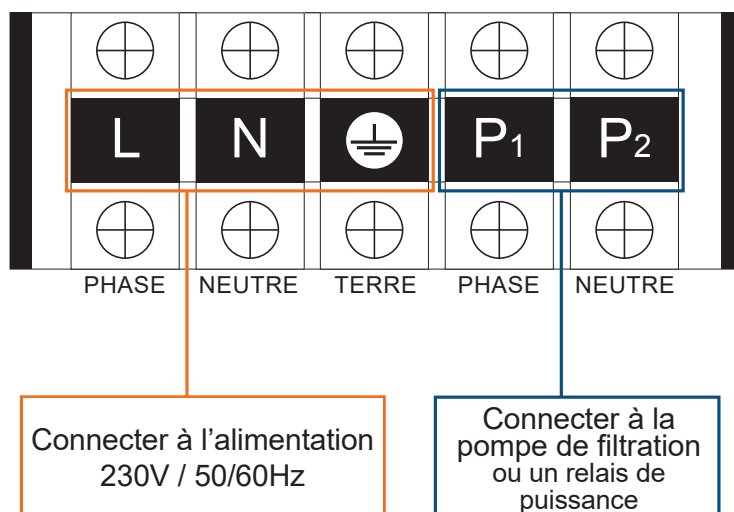 L N P1 P2
PHASE NEUTRE TERRE PHASE NEUTRE
Connecter à l’alimentation
230V / 50/60Hz
Connecter à la
pompe de filtration
ou un relais de
puissance